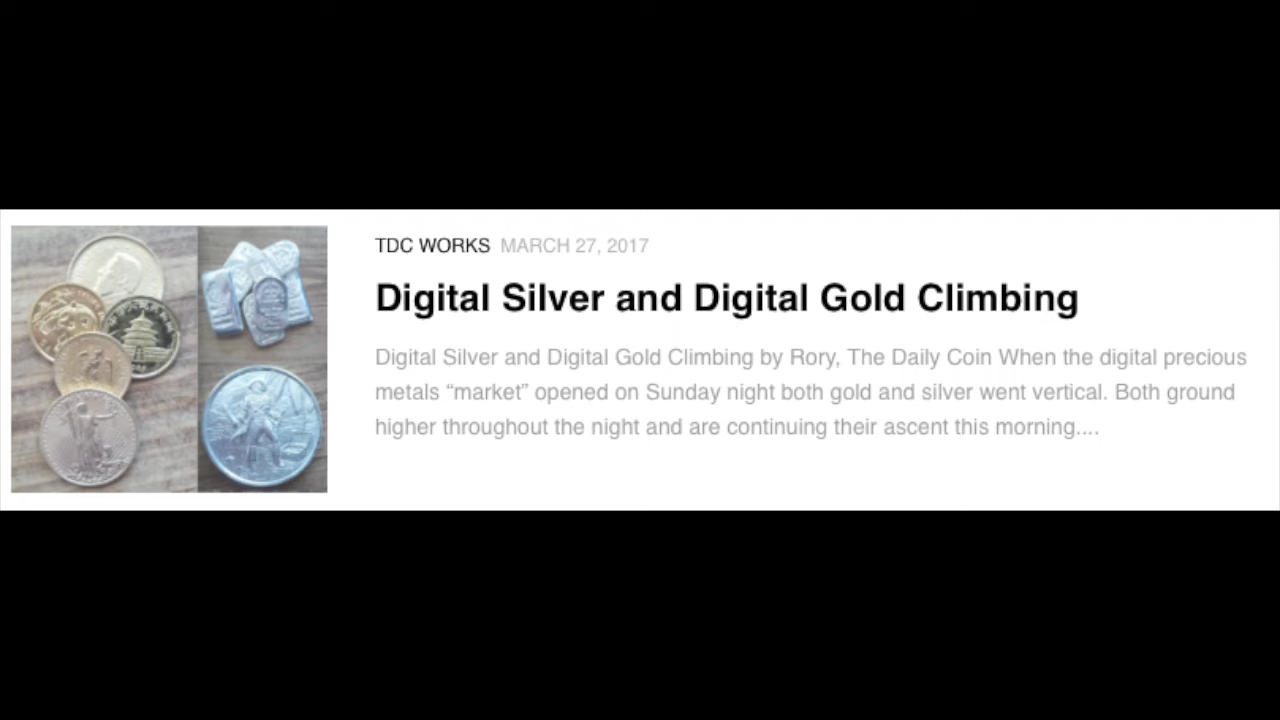 TDC WORKS MARCH 27, 2017
Digital Silver and Digital Gold Climbing
Digital Silver and Digital Gold Climbing by Rory, The Daily Coin When the digital precious
metals “market” opened on Sunday night both gold and silver went vertical. Both ground
higher throughout the night and are continuing their ascent this morning....